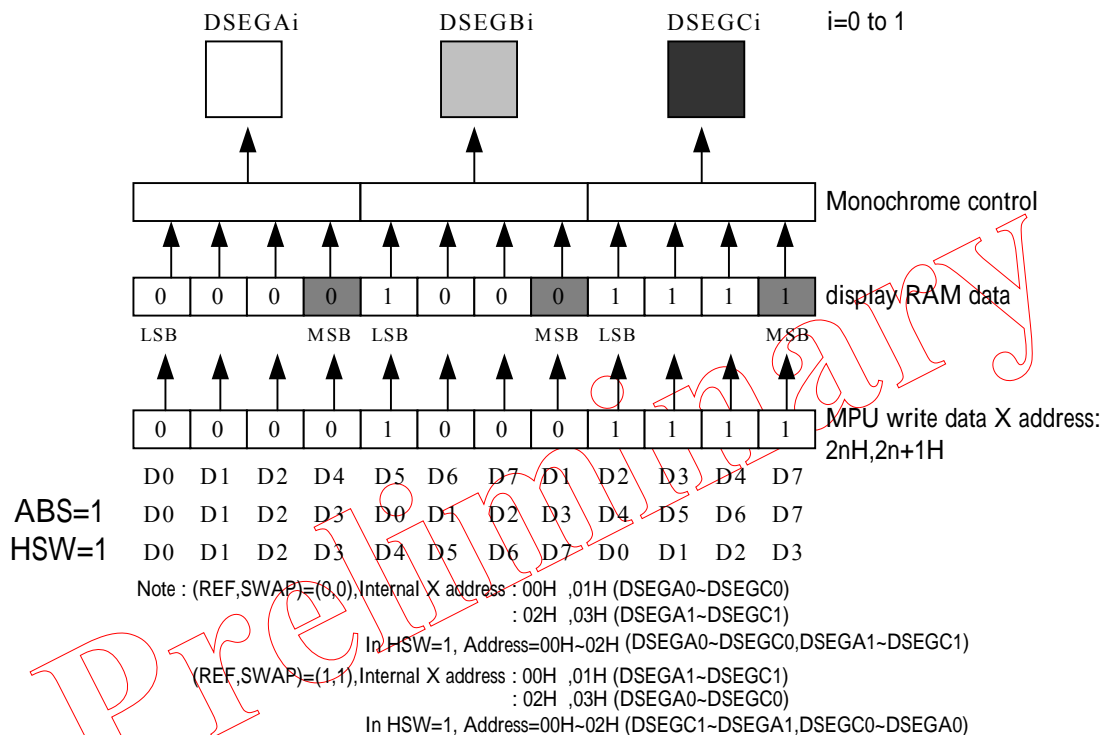 DSEGAi DSEGBi DSEGCi i=0 to 1
Monochrome control
0 0 0 0 1 0 0 0 1 1 1 1 display RAM data
LSB MSB LSB MSB LSB MSB
0 0 0 0 1 0 0 0 1 1 1 1 MPU write data X address:
2nH,2n+1H
D0 D1 D2 D4 D5 D6 D7 D1 D2 D3 D4 D7
ABS=1 D0 D1 D2 D3 D0 D1 D2 D3 D4 D5 D6 D7
HSW=1 D0 D1 D2 D3 D4 D5 D6 D7 D0 D1 D2 D3
Note : (REF,SWAP)=(0,0),Internal X address : 00H ,01H (DSEGA0~DSEGC0)
: 02H ,03H (DSEGA1~DSEGC1)
In HSW=1, Address=00H~02H (DSEGA0~DSEGC0,DSEGA1~DSEGC1)
(REF,SWAP)=(1,1),Internal X address : 00H ,01H (DSEGA1~DSEGC1)
: 02H ,03H (DSEGA0~DSEGC0)
In HSW=1, Address=00H~02H (DSEGC1~DSEGA1,DSEGC0~DSEGA0)
Preliminary